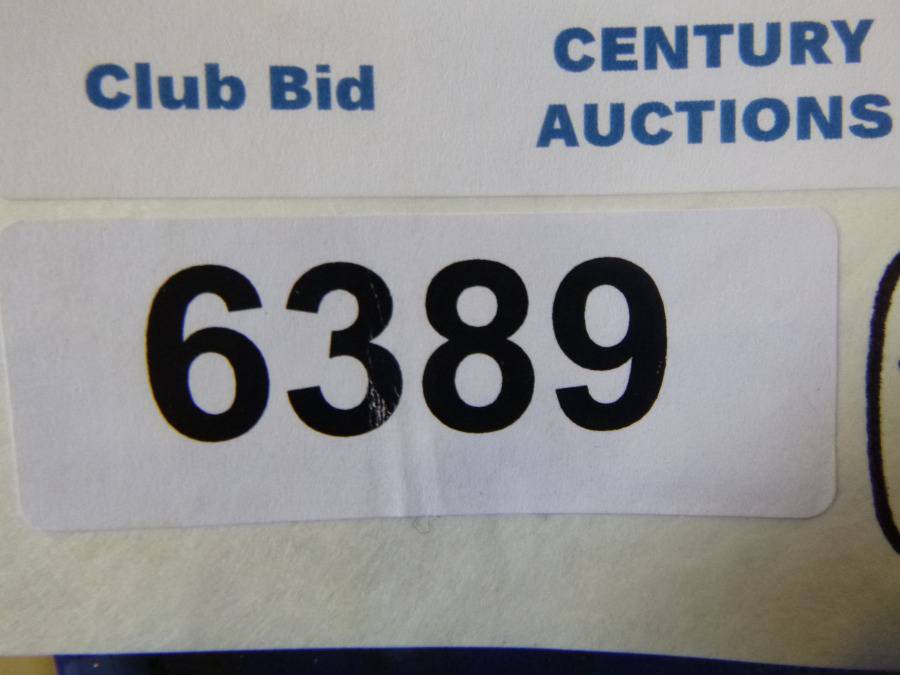 Club Bid
CENTURY
AUCTIONS
6389